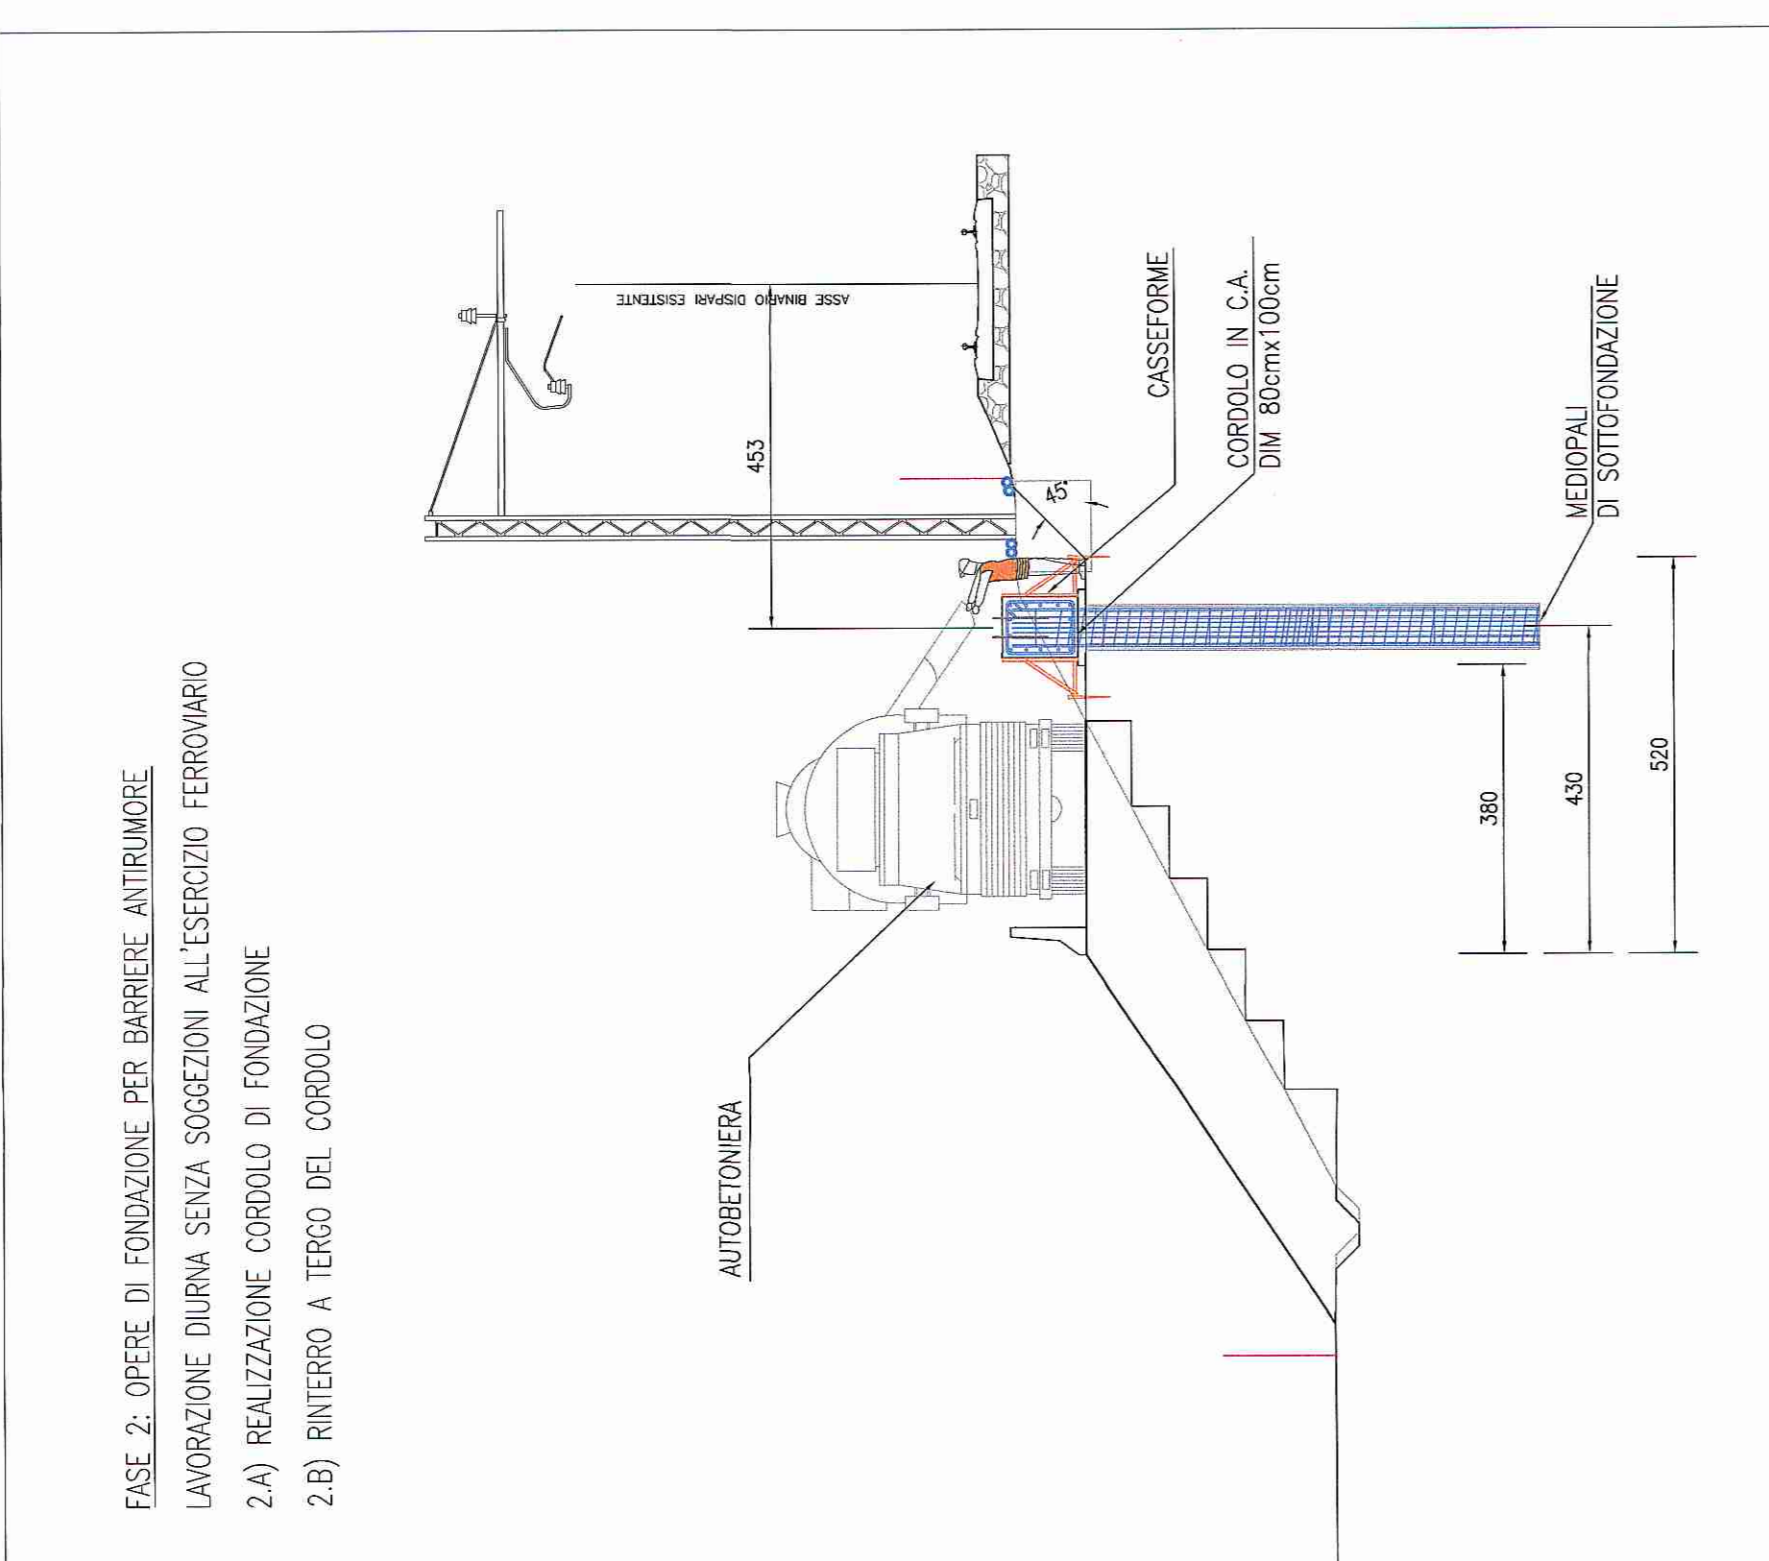 FASE 2: OPERE DI FONDAZIONE PER BARRIERE ANTIRUMORE
LAVORAZIONE DIURNA SENZA SOGGEZIONI ALL'ESERCIZIO FERROVIARIO
2.A) REALIZZAZIONE CORDOLO DI FONDAZIONE
2.B) RINTERRO A TERGO DEL CORDOLO
ASSE BINARIO DISPARI ESISTENTE
453
AUTOBETONIERA
45°
CASSEFORME
CORDOLO IN C.A.
DIM 80cmx100cm
MEDIOPALI
DI SOTTOFONDAZIONE
380
430
520